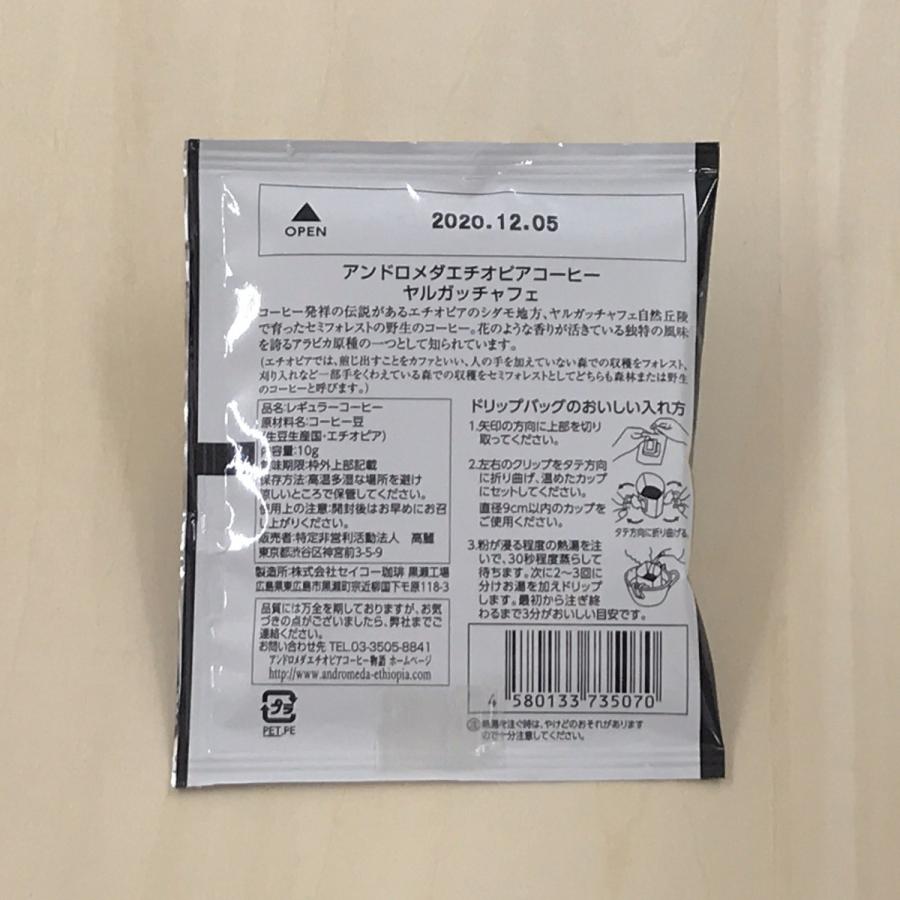 OPEN
2020.12.05
アンドロメダエチオピアコーヒー
ヤルガッチャフェ
コーヒー発祥の伝説があるエチオピアのシダモ地方、ヤルガッチャフェ自然丘陵
で育ったセミフォレストの野生のコーヒー。花のような香りが活きている独特の風味
を誇るアラビカ原種の一つとして知られています。
(エチオピアでは、煎じ出すことをカファといい、人の手を加えていない森での収穫をフォレスト、
刈り入れなど一部手をくわえている森での収穫をセミフォレストとしてどちらも森林または野生
のコーヒーと呼びます。)
品名:レギュラーコーヒー
原材料名:コーヒー豆
(生豆生産国・エチオピア)
内容量:10g
賞味期限:枠外上部記載
保存方法:高温多湿な場所を避け
涼しいところで保管してください。
使用上の注意:開封後はお早めにお召
し上がりください。
販売者:特定非営利活動法人 高麗
東京都渋谷区神宮前3-5-9
製造所:株式会社セイコー珈琲 黒瀬工場
広島県東広島市黒瀬町宗近柳国下モ原118-3
品質には万全を期しておりますが、お気
づきの点がございましたら、弊社までご
連絡ください。
お問い合わせ先 TEL.03-3505-8841
アンドロメダエチオピアコーヒー物語 ホームページ
http://www.andromeda-ethiopia.com
プラ
PET,PE
ドリップバッグのおいしい入れ方
1.矢印の方向に上部を切り
取ってください。
2.左右のクリップをタテ方向
に折り曲げ、温めたカップ
にセットしてください。
直径9cm以内のカップを
ご使用ください。
タテ方向に折り曲げる
3.粉が浸る程度の熱湯を注
いで、30秒程度蒸らして
待ちます。次に2〜3回に
分けお湯を加えドリップ
します。最初から注ぎ終
わるまで3分がおいしい目安です。
4 580133 735070
注 熱湯を注ぐ時は、やけどのおそれがあります
ので十分注意してください。